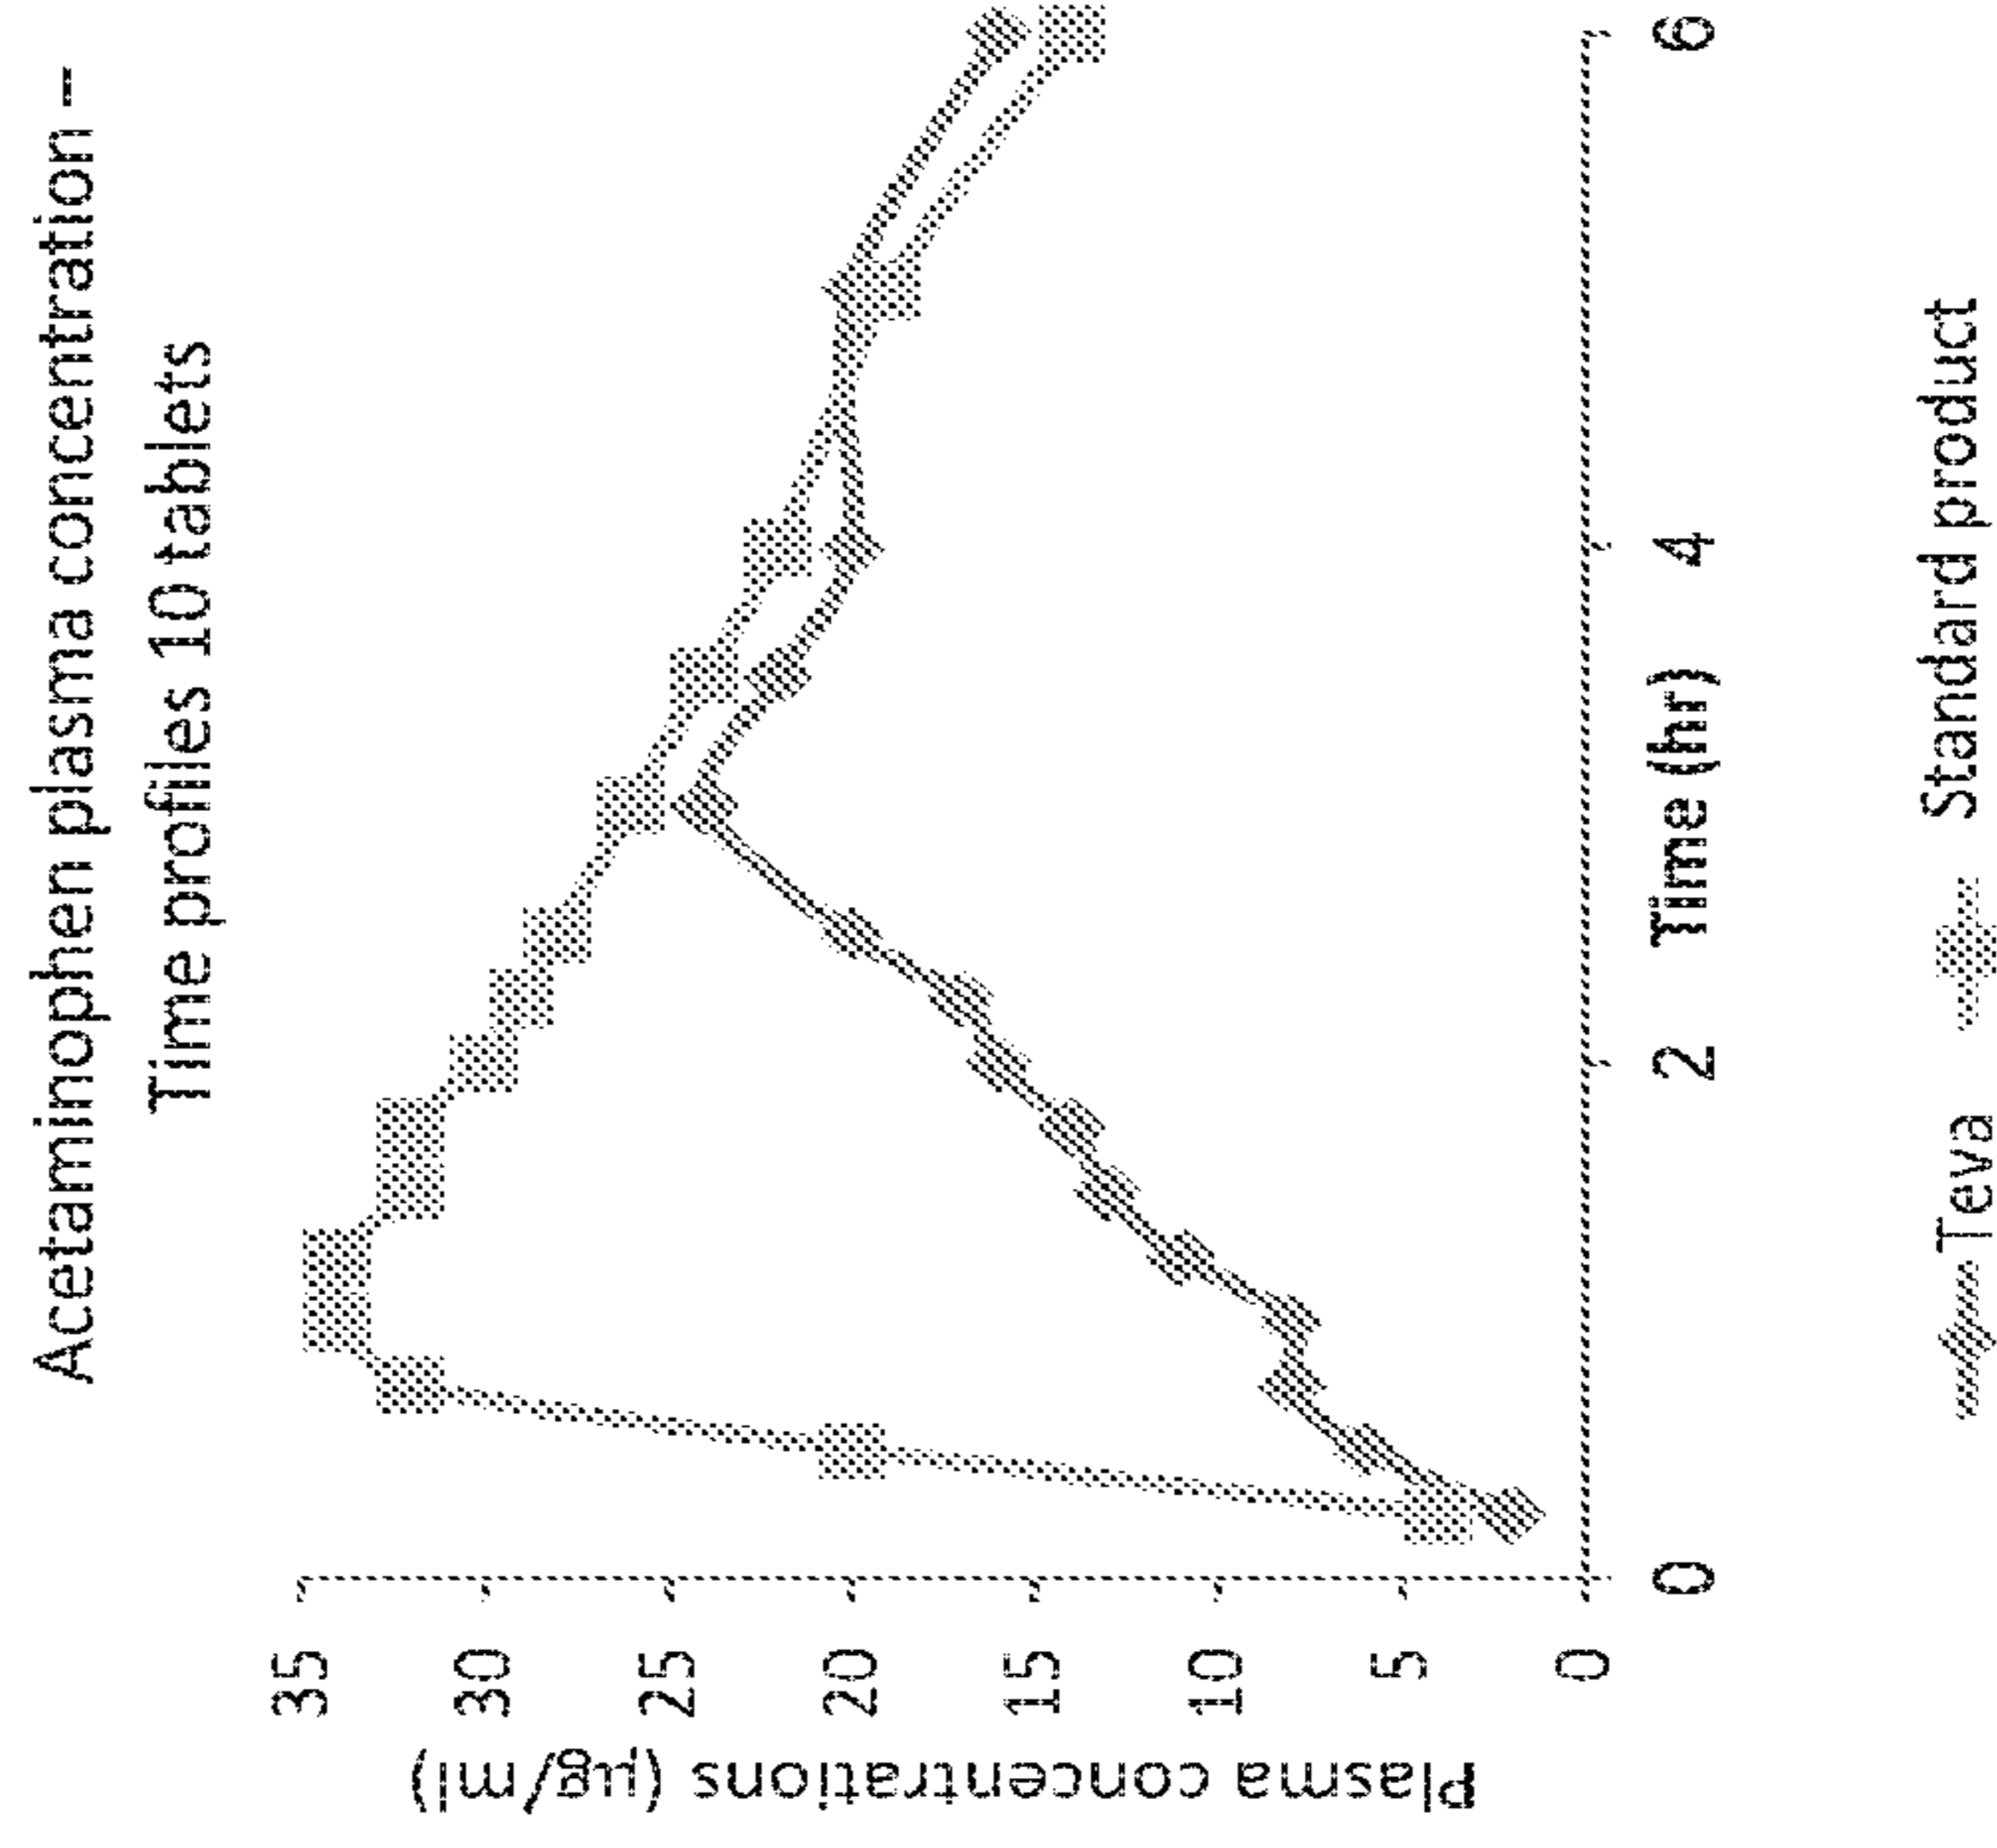 Acetaminophen plasma concentration –
Time profiles 10 tablets
Plasma concentrations (µg/ml)
35
30
25
20
15
10
5
0
0 2 4 6
Time (hr)
Teva Standard product